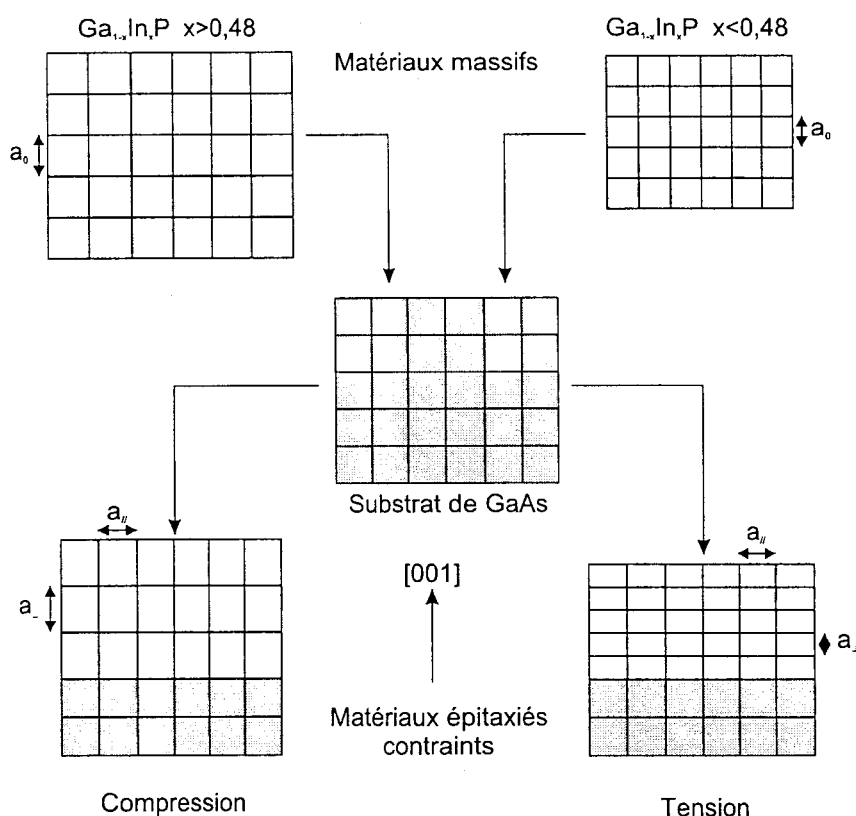 Ga₁₋ₓInₓP x>0,48
Ga₁₋ₓInₓP x<0,48
Matériaux massifs
a₀
a₀
Substrat de GaAs
a//
a//
[001]
a₋
a⊥
Matériaux épitaxiés
contraints
Compression
Tension